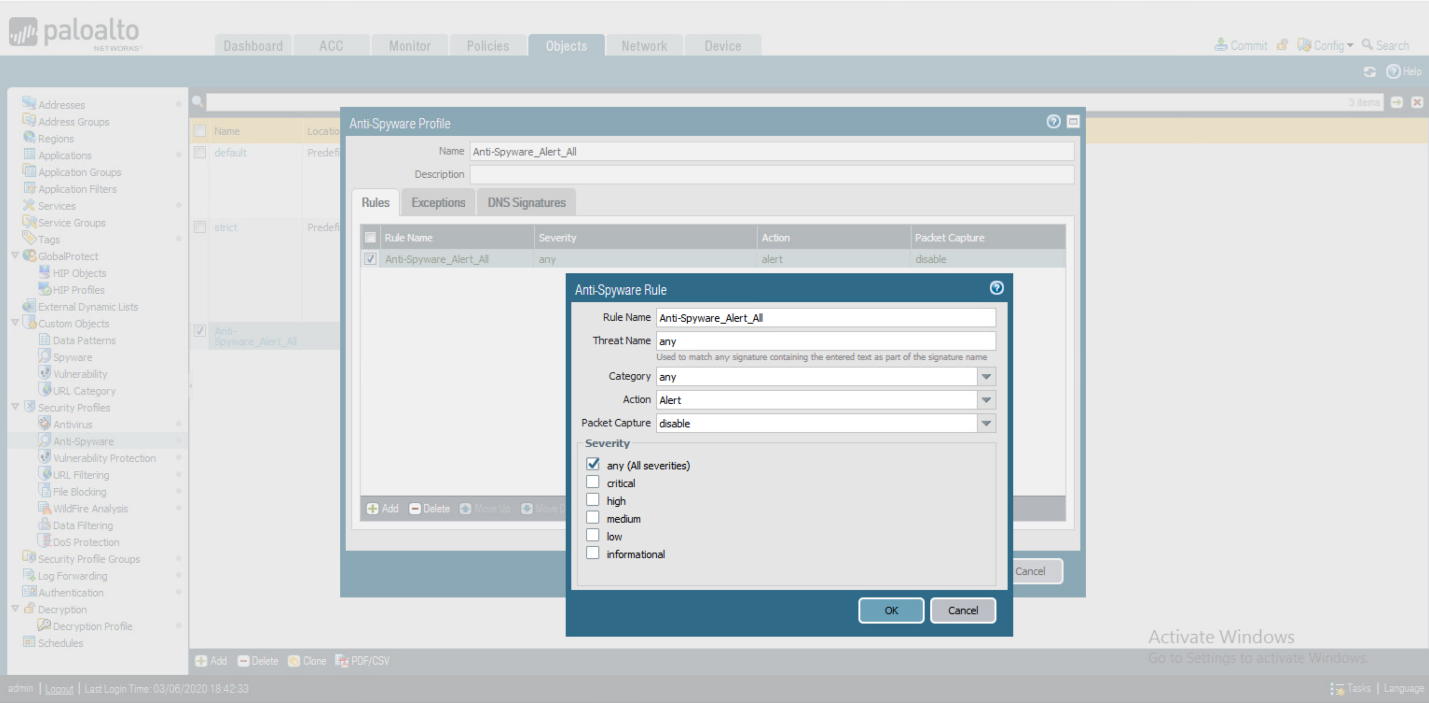 paloalto
NETWORKS
Dashboard ACC Monitor Policies Objects Network Device
Commit Config Search
Help
Addresses
Address Groups
Regions
Applications
Application Groups
Application Filters
Services
Service Groups
Tags
GlobalProtect
HIP Objects
HIP Profiles
External Dynamic Lists
Custom Objects
Data Patterns
Spyware
Vulnerability
URL Category
Security Profiles
Antivirus
Anti-Spyware
Vulnerability Protection
URL Filtering
File Blocking
WildFire Analysis
Data Filtering
DoS Protection
Security Profile Groups
Log Forwarding
Authentication
Decryption
Decryption Profile
Schedules
3 items
Name Locatio
default Predefi
strict Predefi
Anti-
Spyware_Alert_All
Anti-Spyware Profile
Name Anti-Spyware_Alert_All
Description
Rules Exceptions DNS Signatures
Rule Name Severity Action Packet Capture
Anti-Spyware_Alert_All any alert disable
Add Delete Move Up Move D
Cancel
Anti-Spyware Rule
Rule Name Anti-Spyware_Alert_All
Threat Name any
Used to match any signature containing the entered text as part of the signature name
Category any
Action Alert
Packet Capture disable
Severity
any (All severities)
critical
high
medium
low
informational
OK Cancel
Add Delete Clone PDF/CSV
Activate Windows
Go to Settings to activate Windows.
admin | Logout | Last Login Time: 03/06/2020 18:42:33
Tasks | Language